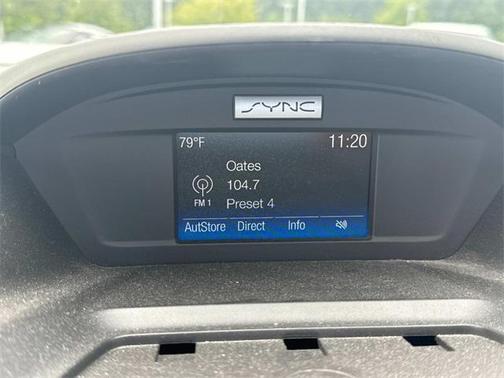 SYNC
79°F 11:20
Oates
104.7
FM 1 Preset 4
AutStore Direct Info